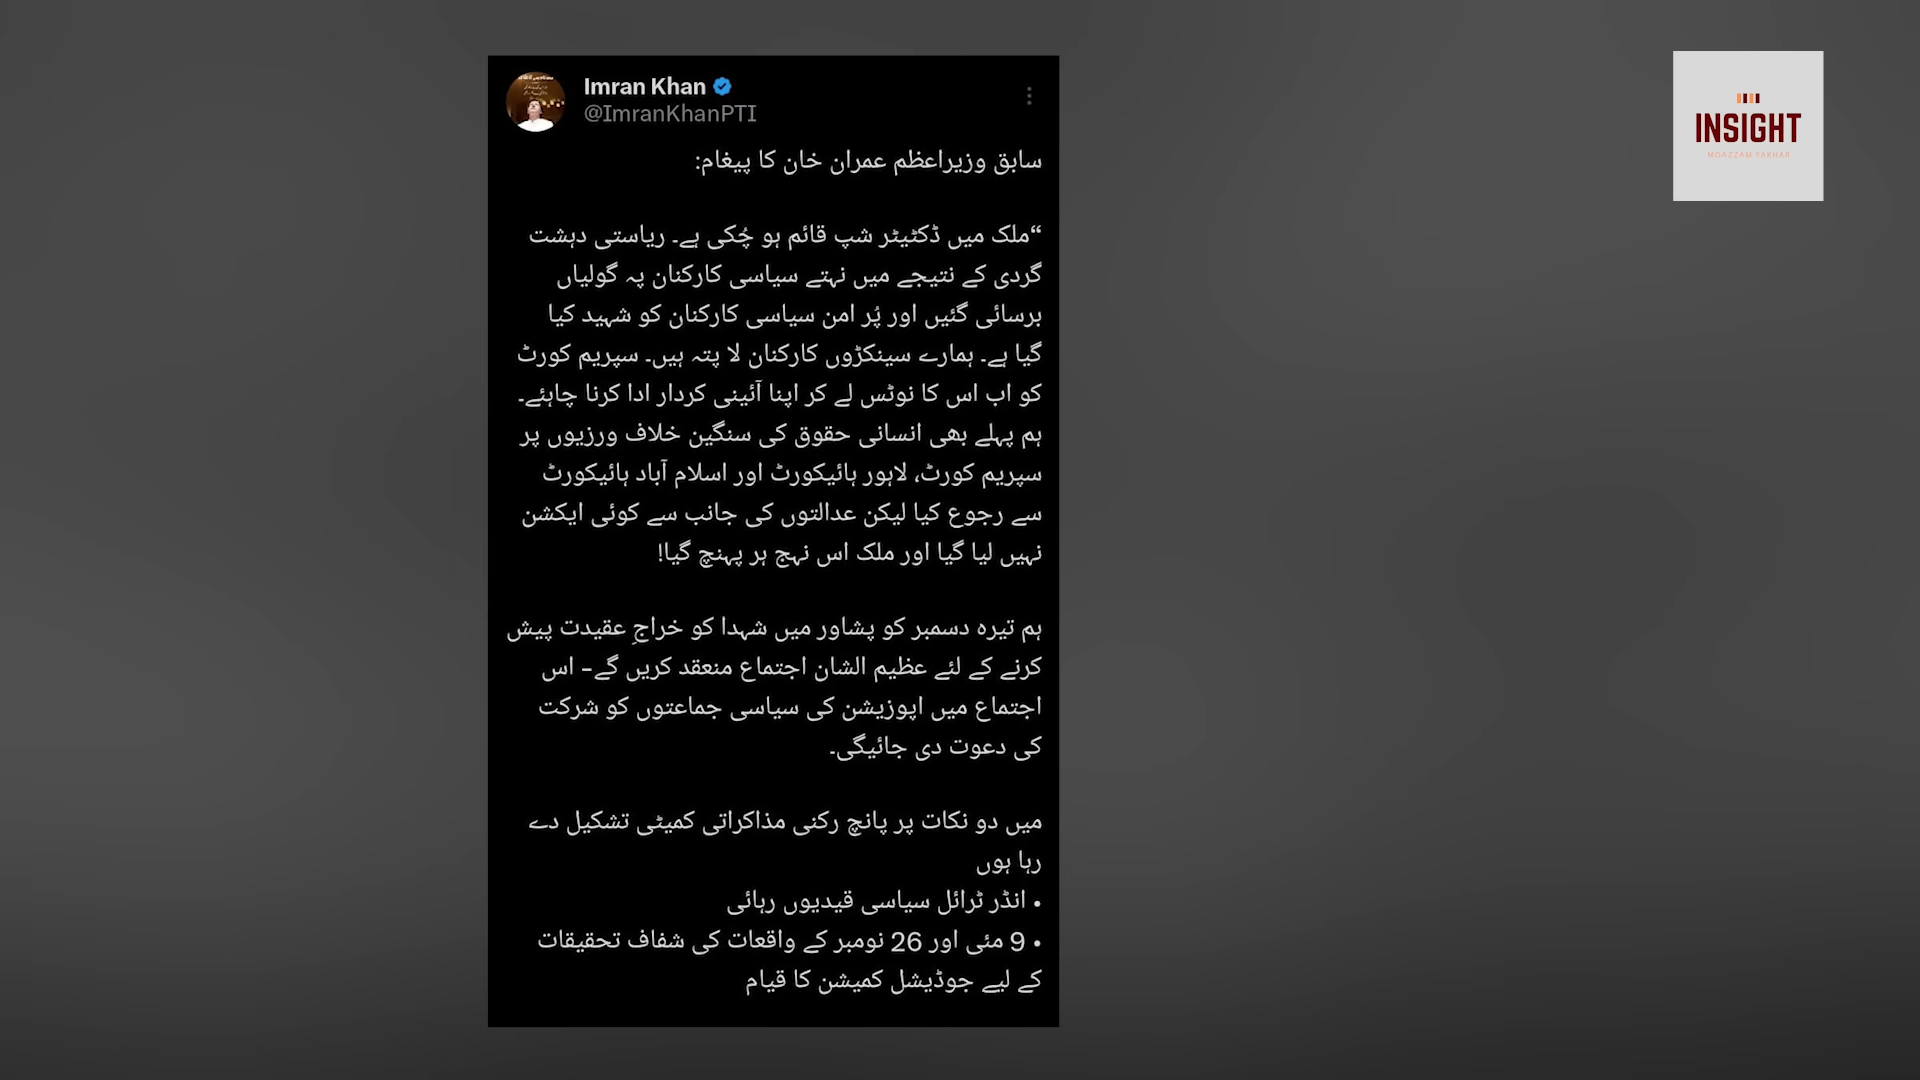 Imran Khan
@ImranKhanPTI
سابق وزیراعظم عمران خان کا پیغام:
“ملک میں ڈکٹیٹر شپ قائم ہو چُکی ہے۔ ریاستی دہشت
گردی کے نتیجے میں نہتے سیاسی کارکنان پہ گولیاں
برسائی گئیں اور پُر امن سیاسی کارکنان کو شہید کیا
گیا ہے۔ ہمارے سینکڑوں کارکنان لا پتہ ہیں۔ سپریم کورٹ
کو اب اس کا نوٹس لے کر اپنا آئینی کردار ادا کرنا چاہئے۔
ہم پہلے بھی انسانی حقوق کی سنگین خلاف ورزیوں پر
سپریم کورٹ، لاہور ہائیکورٹ اور اسلام آباد ہائیکورٹ
سے رجوع کیا لیکن عدالتوں کی جانب سے کوئی ایکشن
نہیں لیا گیا اور ملک اس نہج ہر پہنچ گیا!
ہم تیرہ دسمبر کو پشاور میں شہدا کو خراجِ عقیدت پیش
کرنے کے لئے عظیم الشان اجتماع منعقد کریں گے- اس
اجتماع میں اپوزیشن کی سیاسی جماعتوں کو شرکت
کی دعوت دی جائیگی۔
میں دو نکات پر پانچ رکنی مذاکراتی کمیٹی تشکیل دے
رہا ہوں
• انڈر ٹرائل سیاسی قیدیوں رہائی
• 9 مئی اور 26 نومبر کے واقعات کی شفاف تحقیقات
کے لیے جوڈیشل کمیشن کا قیام
INSIGHT
MOAZZAM FAKHAR